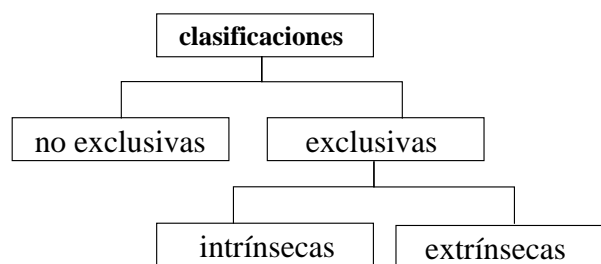 clasificaciones
no exclusivas
exclusivas
intrínsecas
extrínsecas